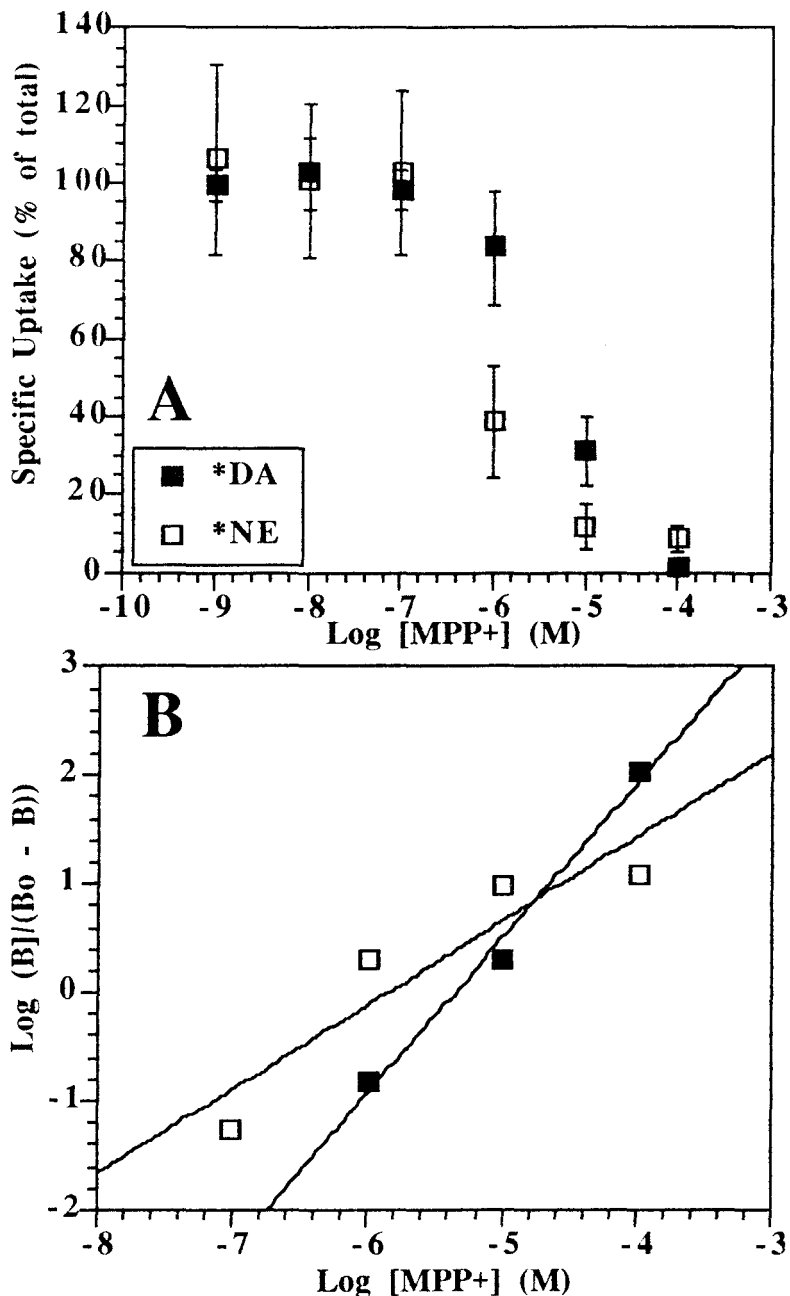 140
120
100
80
60
40
20
0
Specific Uptake (% of total)
A
*DA
*NE
-10 -9 -8 -7 -6 -5 -4 -3
Log [MPP+] (M)
3
2
1
0
-1
-2
Log (B]/(Bo - B))
B
-8 -7 -6 -5 -4 -3
Log [MPP+] (M)